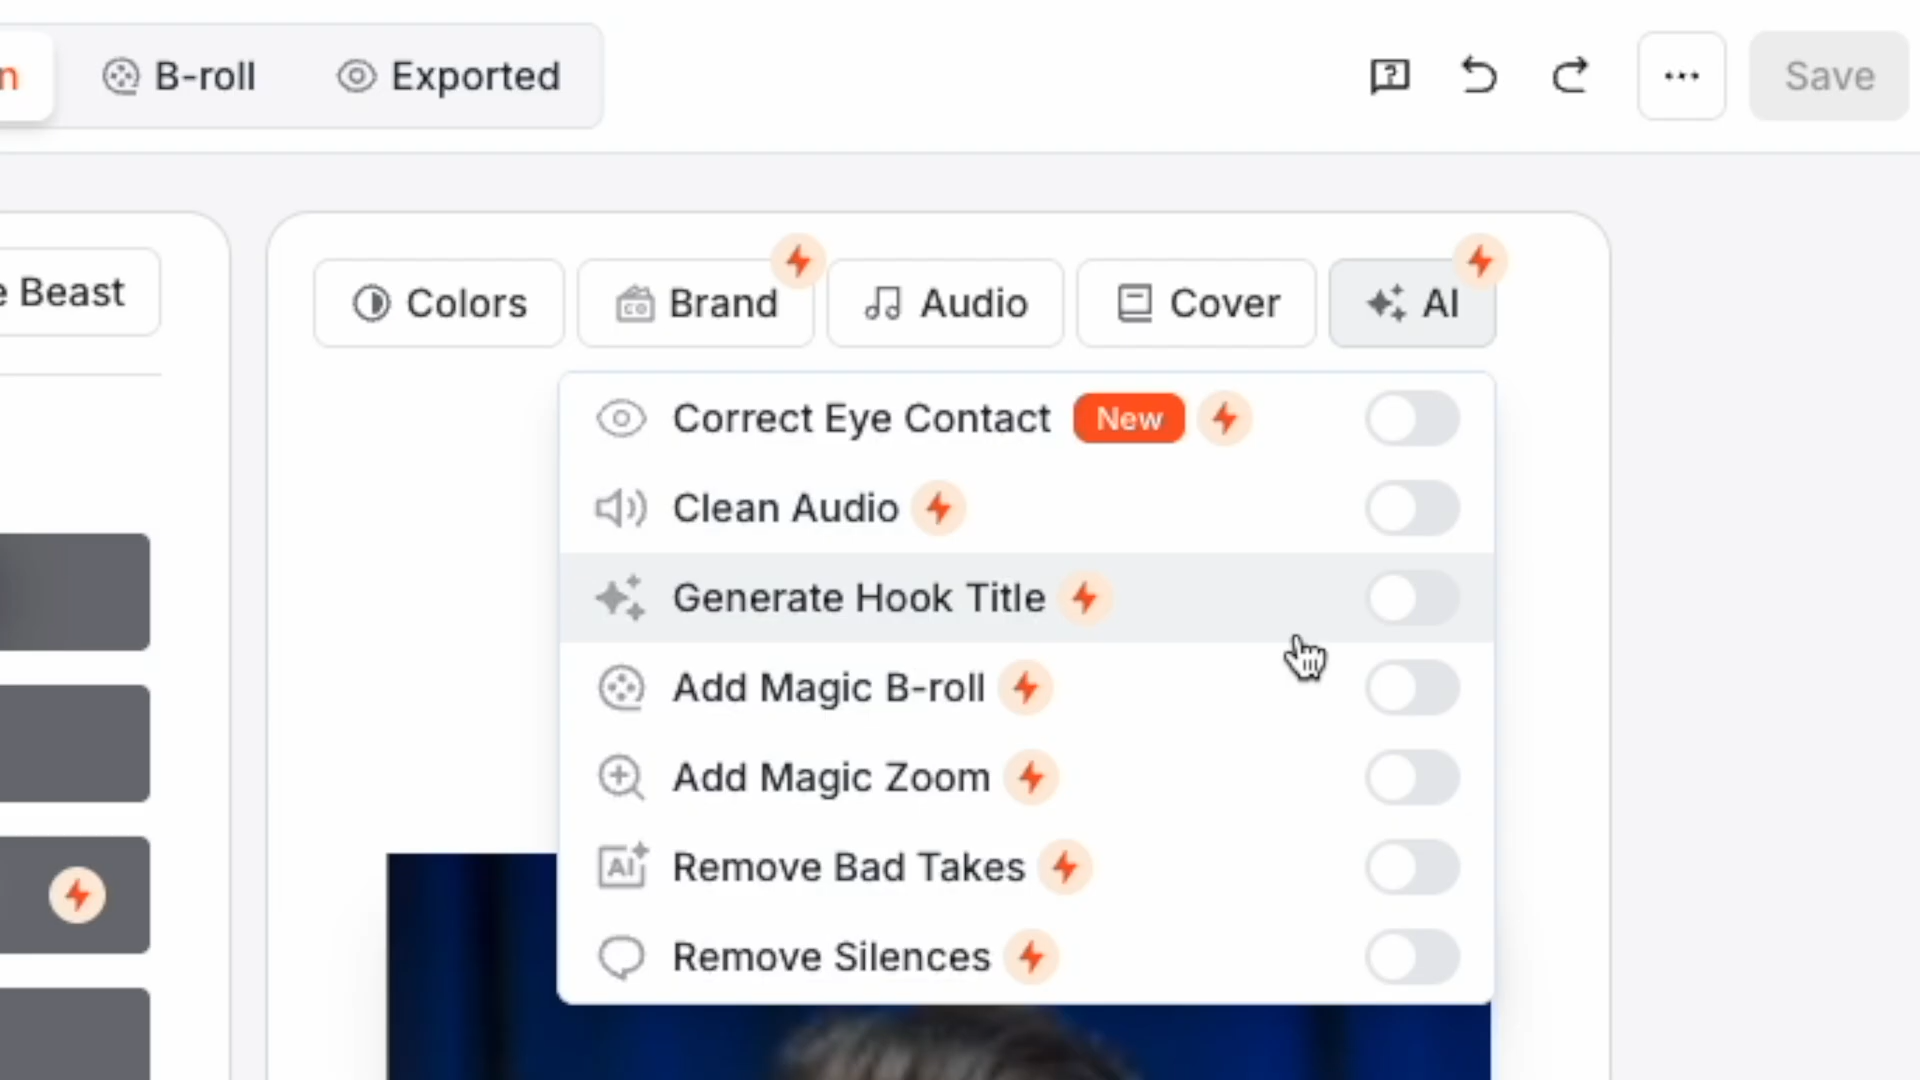 n B-roll Exported Save
e Beast
Colors Brand Audio Cover AI
Correct Eye Contact New
Clean Audio
Generate Hook Title
Add Magic B-roll
Add Magic Zoom
AI Remove Bad Takes
Remove Silences